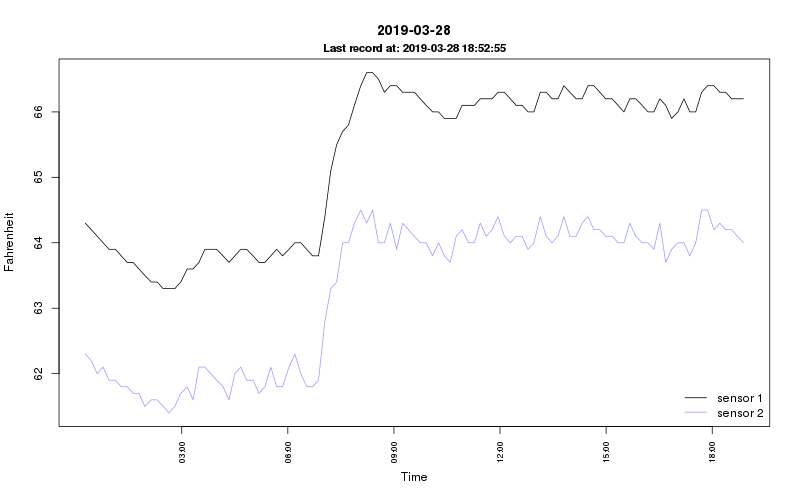 2019-03-28
Last record at: 2019-03-28 18:52:55
Fahrenheit
66
65
64
63
62
sensor 1
sensor 2
03:00
06:00
09:00
12:00
15:00
18:00
Time